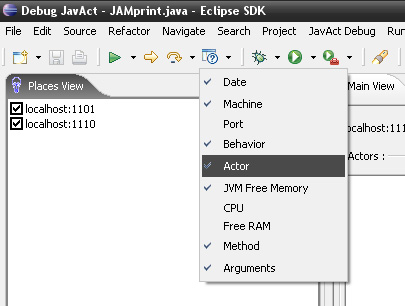 Debug JavAct - JAMprint.java - Eclipse SDK
File Edit Source Refactor Navigate Search Project JavAct Debug Run
Places View
Main View
localhost:1101
localhost:1110
Date
Machine
Port
Behavior
Actor
JVM Free Memory
CPU
Free RAM
Method
Arguments
localhost:11
Actors :